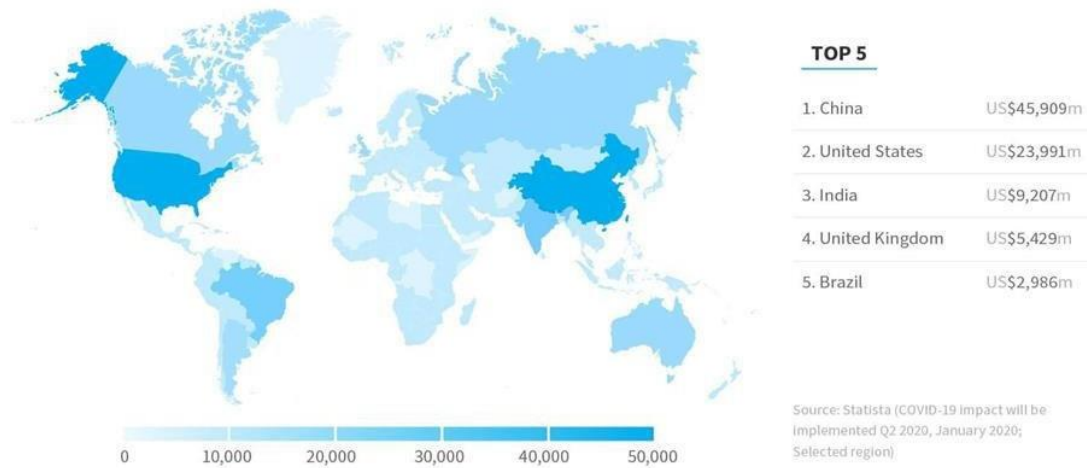 TOP 5
1. China US$45,909m
2. United States US$23,991m
3. India US$9,207m
4. United Kingdom US$5,429m
5. Brazil US$2,986m
Source: Statista (COVID-19 impact will be
implemented Q2 2020, January 2020;
Selected region)
0 10,000 20,000 30,000 40,000 50,000